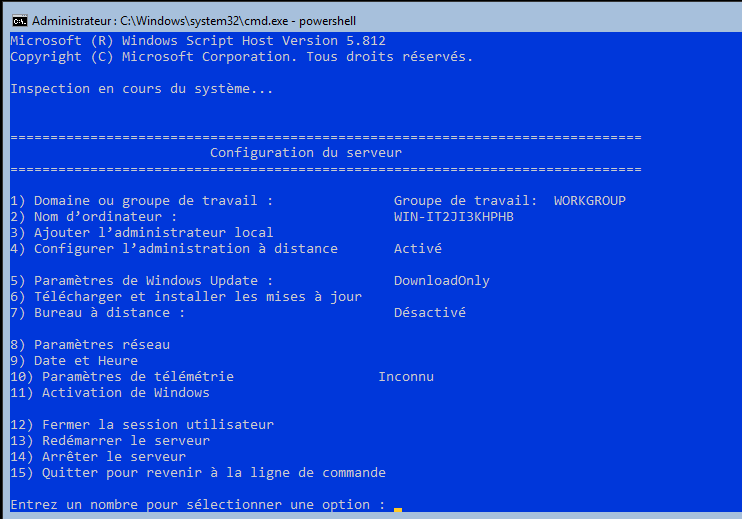 Administrateur : C:\Windows\system32\cmd.exe - powershell
Microsoft (R) Windows Script Host Version 5.812
Copyright (C) Microsoft Corporation. Tous droits réservés.
Inspection en cours du système...
===============================================================================
Configuration du serveur
===============================================================================
1) Domaine ou groupe de travail : Groupe de travail: WORKGROUP
2) Nom d’ordinateur : WIN-IT2JI3KHPHB
3) Ajouter l’administrateur local
4) Configurer l’administration à distance Activé
5) Paramètres de Windows Update : DownloadOnly
6) Télécharger et installer les mises à jour
7) Bureau à distance : Désactivé
8) Paramètres réseau
9) Date et Heure
10) Paramètres de télémétrie Inconnu
11) Activation de Windows
12) Fermer la session utilisateur
13) Redémarrer le serveur
14) Arrêter le serveur
15) Quitter pour revenir à la ligne de commande
Entrez un nombre pour sélectionner une option :